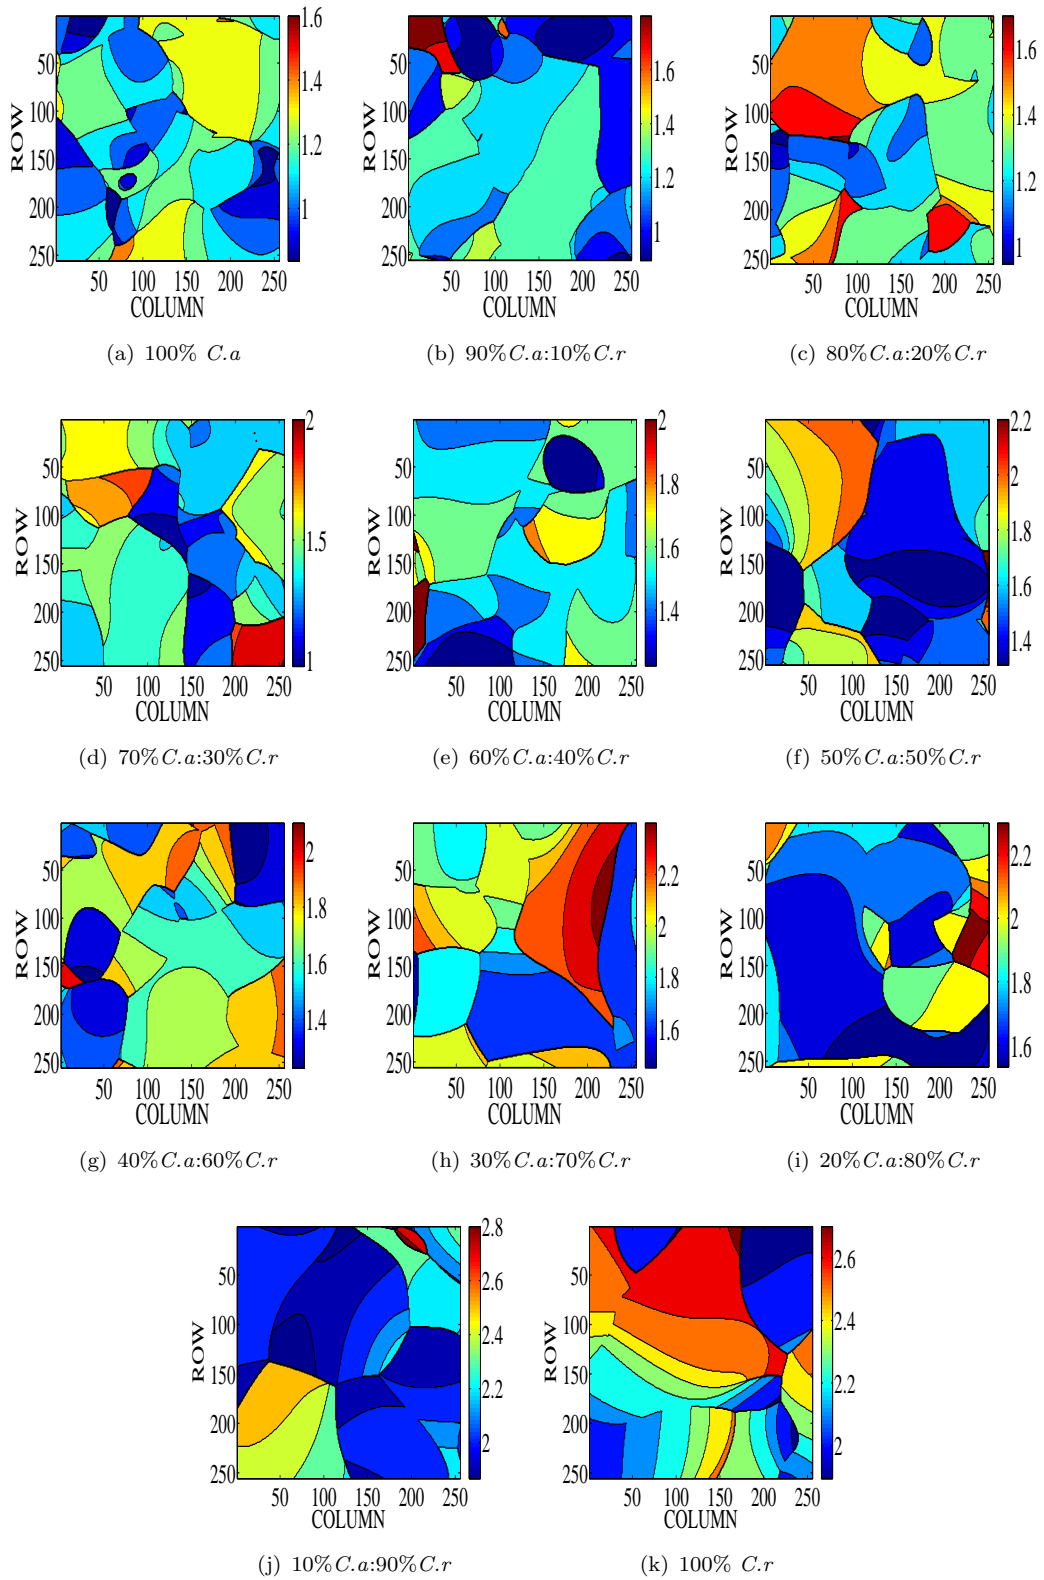 1.6
1.4
1.2
1
50
100
150
200
250
ROW
50 100 150 200 250
COLUMN
(a) 100% C.a
1.6
1.4
1.2
1
50
100
150
200
250
ROW
50 100 150 200 250
COLUMN
(b) 90%C.a:10%C.r
1.6
1.4
1.2
1
50
100
150
200
250
ROW
50 100 150 200 250
COLUMN
(c) 80%C.a:20%C.r
2
1.5
1
50
100
150
200
250
ROW
50 100 150 200 250
COLUMN
(d) 70%C.a:30%C.r
2
1.8
1.6
1.4
50
100
150
200
250
ROW
50 100 150 200 250
COLUMN
(e) 60%C.a:40%C.r
2.2
2
1.8
1.6
1.4
50
100
150
200
250
ROW
50 100 150 200 250
COLUMN
(f) 50%C.a:50%C.r
2
1.8
1.6
1.4
50
100
150
200
250
ROW
50 100 150 200 250
COLUMN
(g) 40%C.a:60%C.r
2.2
2
1.8
1.6
50
100
150
200
250
ROW
50 100 150 200 250
COLUMN
(h) 30%C.a:70%C.r
2.2
2
1.8
1.6
50
100
150
200
250
ROW
50 100 150 200 250
COLUMN
(i) 20%C.a:80%C.r
2.8
2.6
2.4
2.2
2
50
100
150
200
250
ROW
50 100 150 200 250
COLUMN
(j) 10%C.a:90%C.r
2.6
2.4
2.2
2
50
100
150
200
250
ROW
50 100 150 200 250
COLUMN
(k) 100% C.r